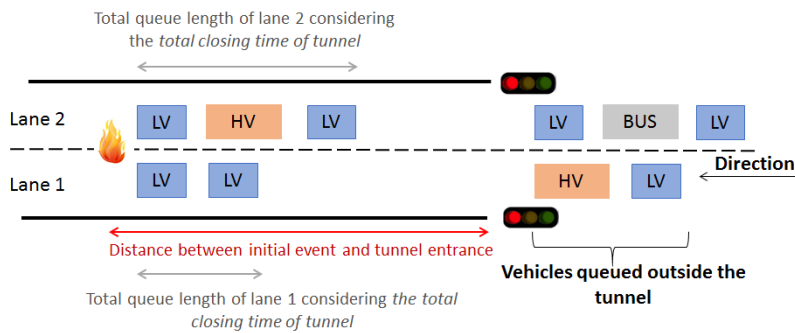 Total queue length of lane 2 considering
the total closing time of tunnel
Lane 2
LV
HV
LV
LV
BUS
LV
Lane 1
LV
LV
HV
LV
Direction
Distance between initial event and tunnel entrance
Vehicles queued outside the
tunnel
Total queue length of lane 1 considering the total
closing time of tunnel